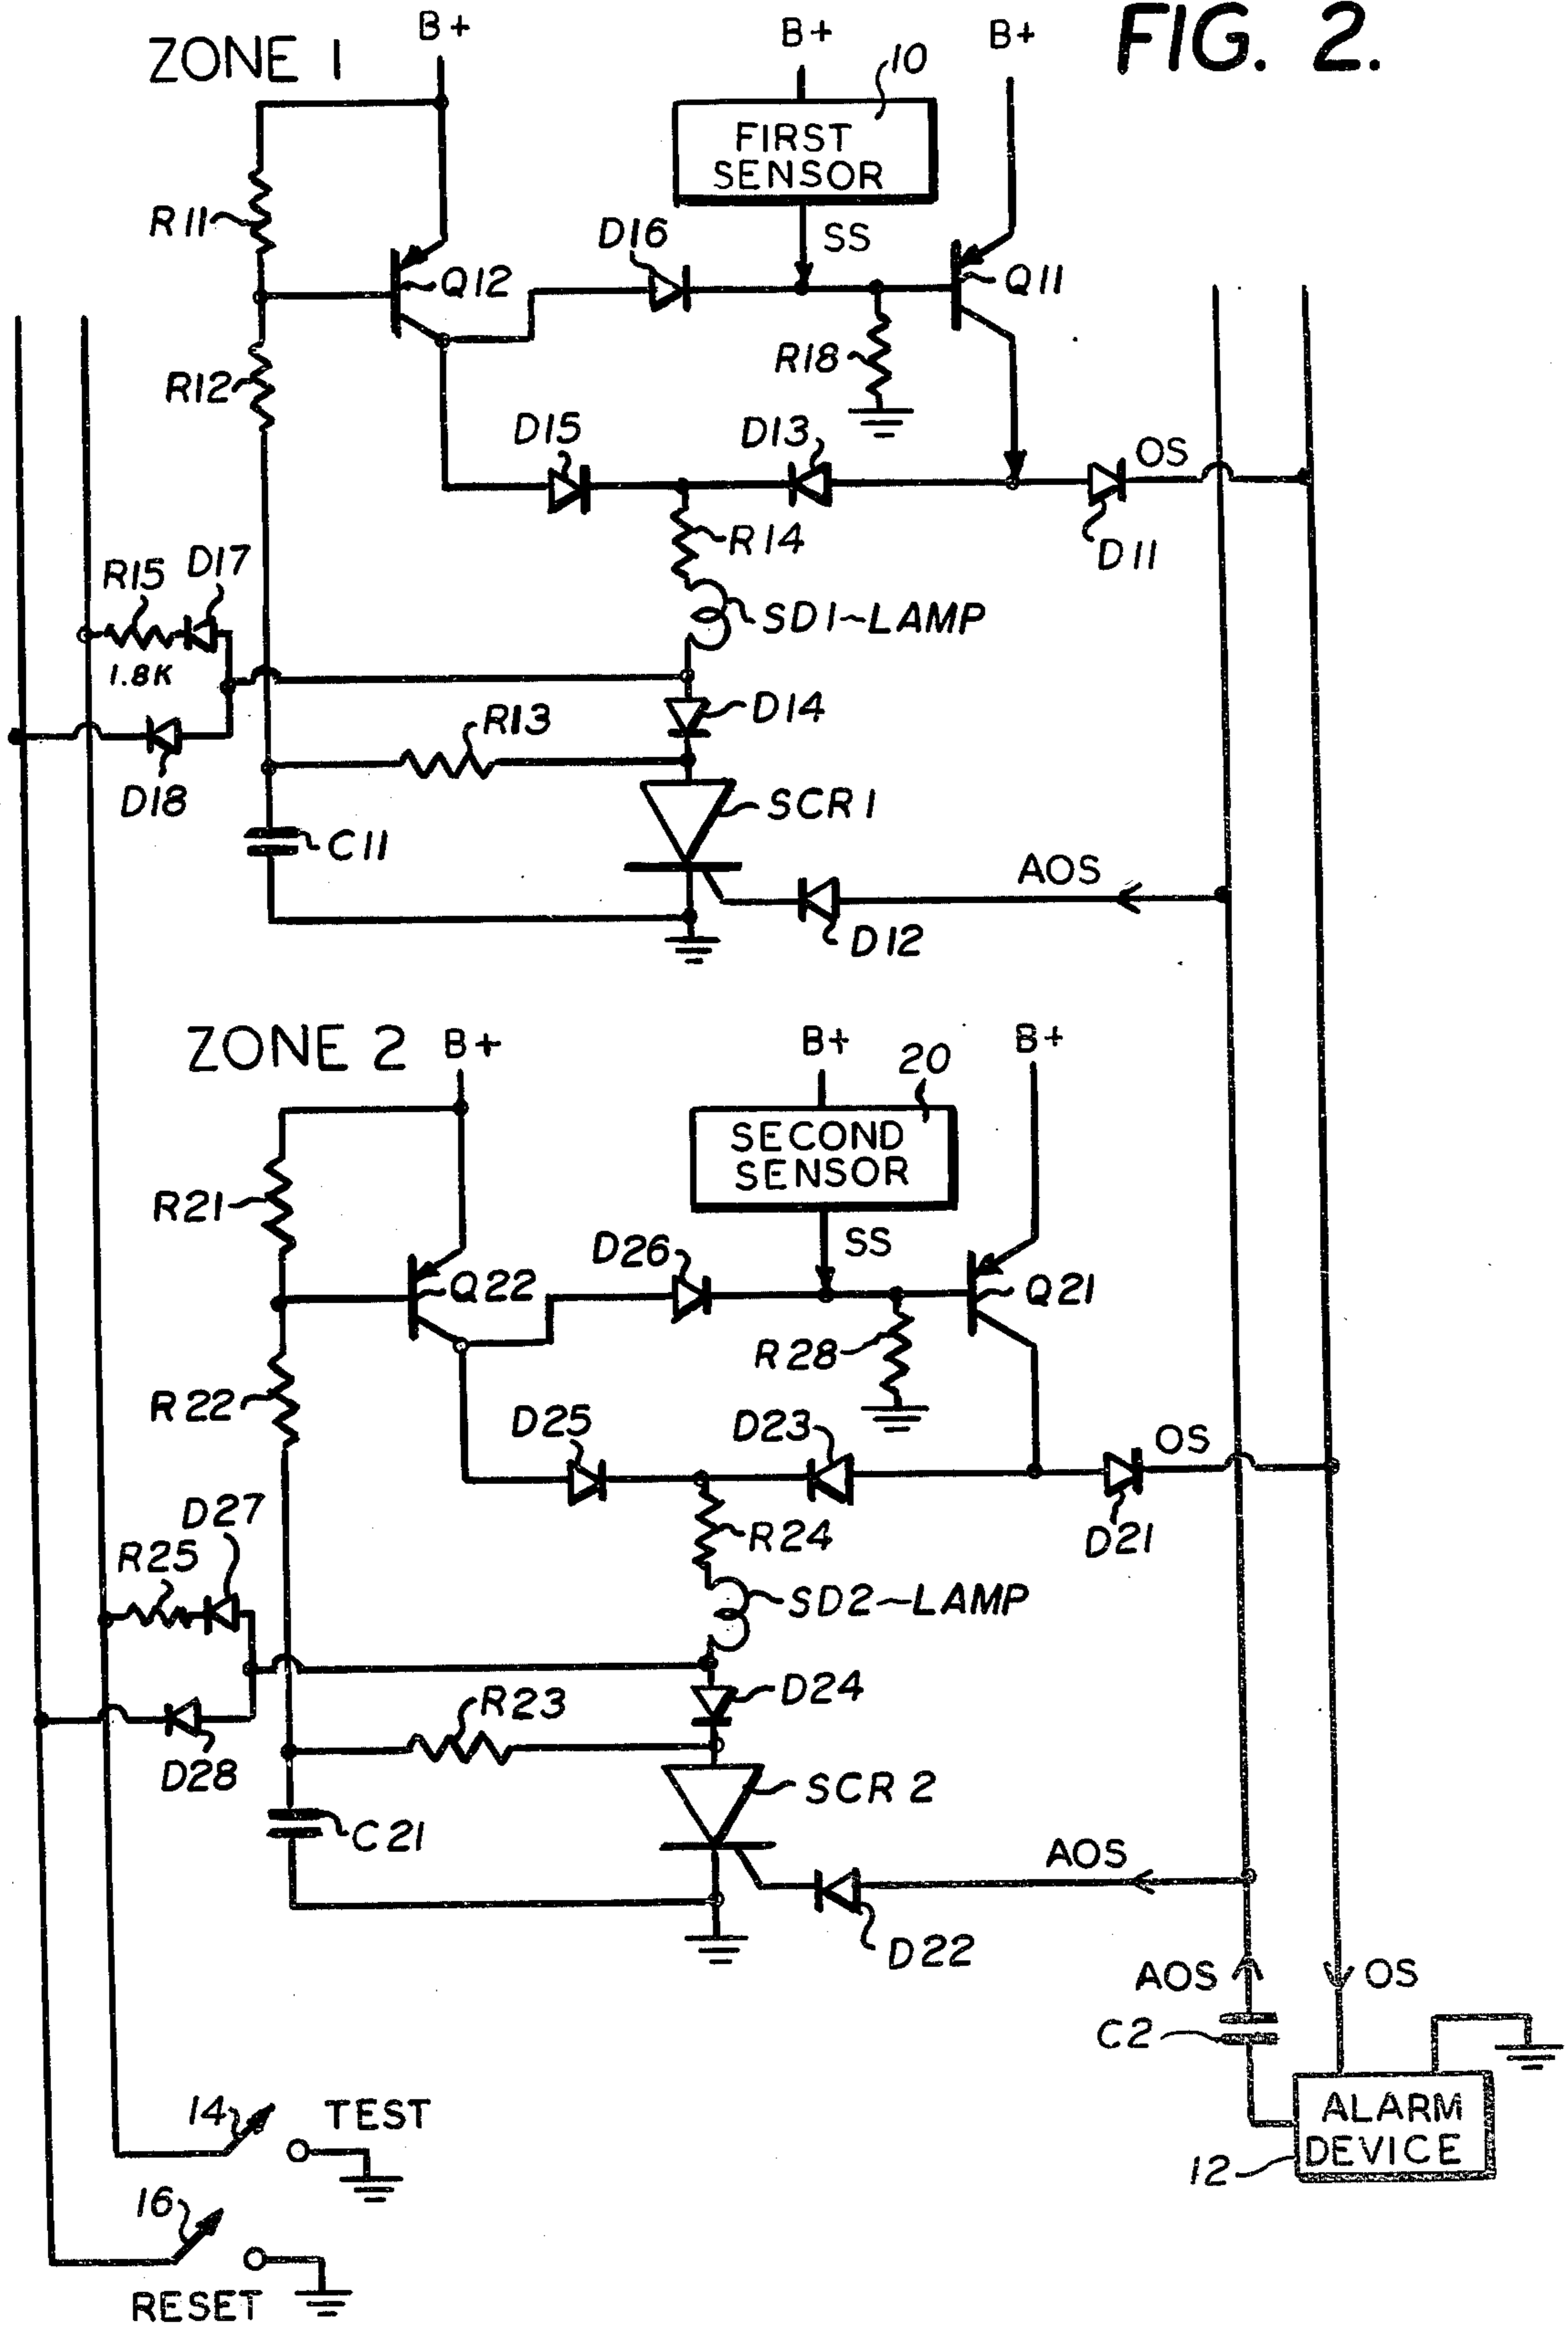 FIG. 2.
ZONE 1
B+
B+
B+
10
FIRST
SENSOR
R11
D16
SS
Q12
Q11
R12
R18
D15
D13
OS
R14
D11
R15
D17
SD1~LAMP
1.8K
D14
R13
D18
SCR1
C11
AOS
D12
ZONE 2
B+
B+
B+
20
SECOND
SENSOR
R21
D26
SS
Q22
Q21
R28
R22
D25
D23
OS
R24
D21
D27
R25
SD2~LAMP
D24
R23
D28
SCR 2
C21
AOS
D22
AOS
OS
C2
14
TEST
ALARM
DEVICE
12
16
RESET